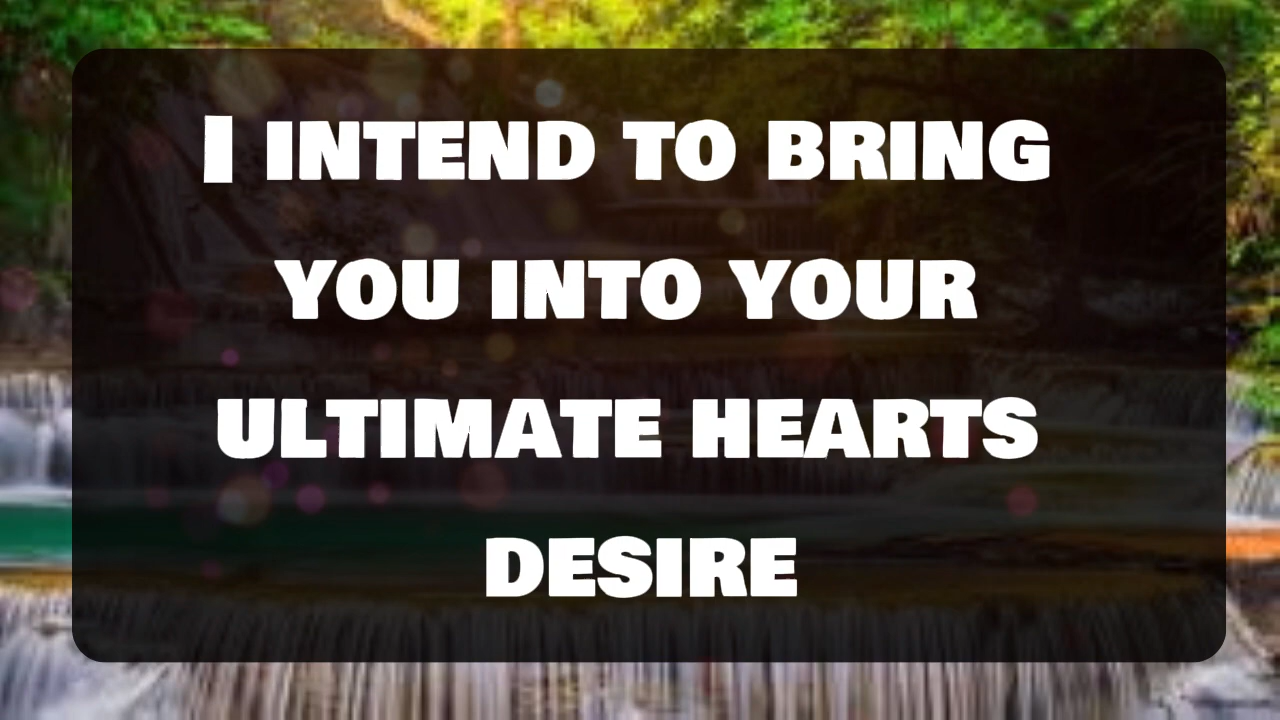 I INTEND TO BRING
YOU INTO YOUR
ULTIMATE HEARTS
DESIRE